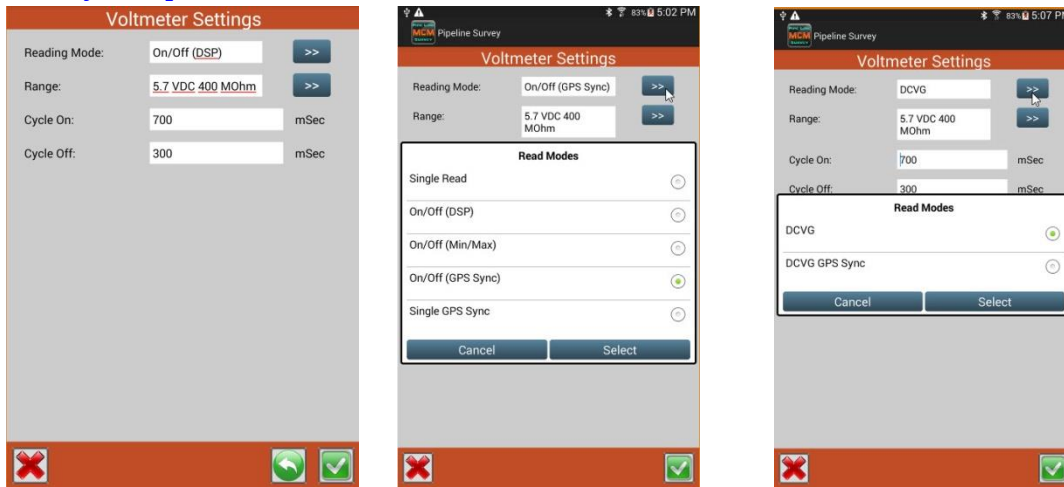 Voltmeter Settings
Reading Mode: On/Off (DSP) >>
Range: 5.7 VDC 400 MOhm >>
Cycle On: 700 mSec
Cycle Off: 300 mSec
83% 5:02 PM
MCM Pipeline Survey
Voltmeter Settings
Reading Mode: On/Off (GPS Sync) >>
Range: 5.7 VDC 400 >>
MOhm
Read Modes
Single Read
On/Off (DSP)
On/Off (Min/Max)
On/Off (GPS Sync)
Single GPS Sync
Cancel Select
83% 5:07 PM
MCM Pipeline Survey
Voltmeter Settings
Reading Mode: DCVG >>
Range: 5.7 VDC 400 >>
MOhm
Cycle On: 700 mSec
Cycle Off: 300 mSec
Read Modes
DCVG
DCVG GPS Sync
Cancel Select